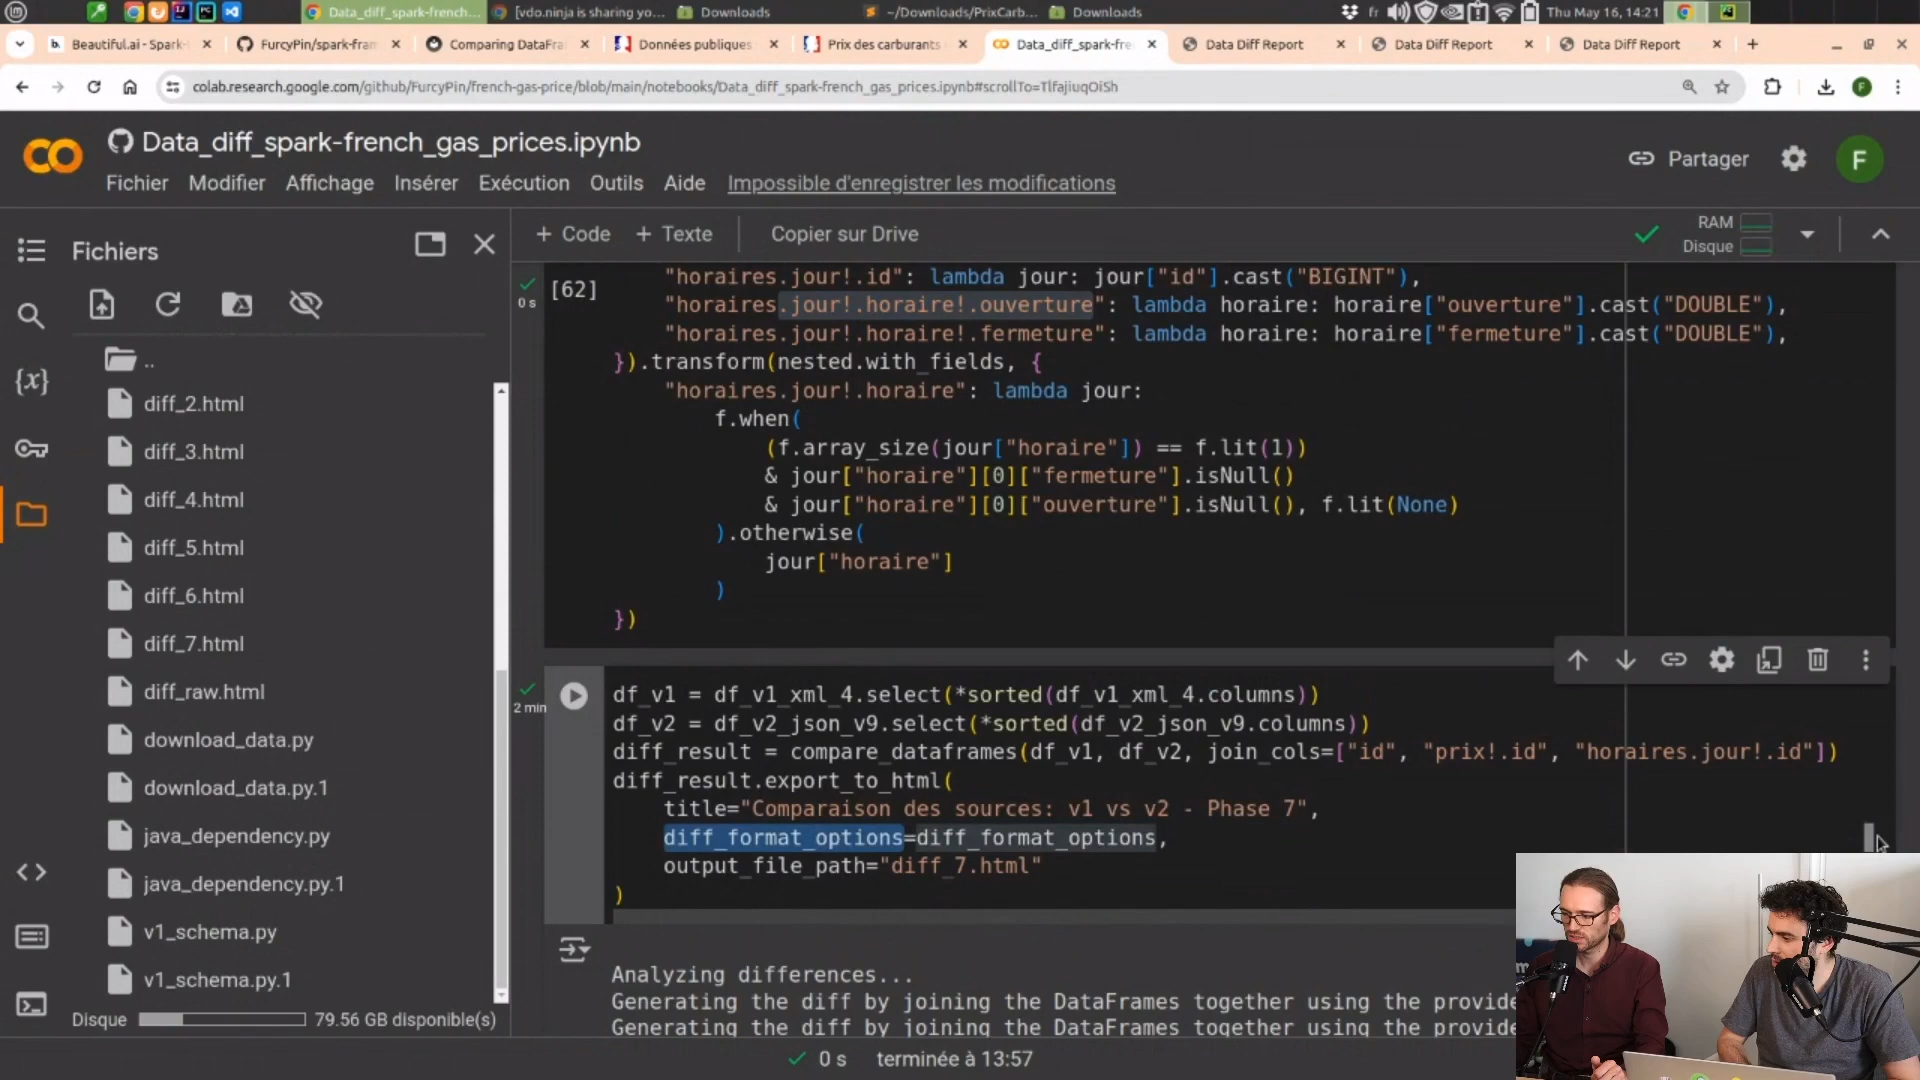 fr
Thu May 16, 14:21
Data_diff_spark-french...
[vdo.ninja is sharing yo...
Downloads
~/Downloads/PrixCarb...
Downloads
Beautiful.ai - Spark-
FurcyPin/spark-fram
Comparing DataFra
Données publiques
Prix des carburants
Data_diff_spark-fre
Data Diff Report
Data Diff Report
Data Diff Report
colab.research.google.com/github/FurcyPin/french-gas-price/blob/main/notebooks/Data_diff_spark-french_gas_prices.ipynb#scrollTo=TlfajiuqOiSh
Data_diff_spark-french_gas_prices.ipynb
Partager
F
Fichier Modifier Affichage Insérer Exécution Outils Aide Impossible d'enregistrer les modifications
Fichiers
+ Code + Texte Copier sur Drive
RAM
Disque
..
diff_2.html
diff_3.html
diff_4.html
diff_5.html
diff_6.html
diff_7.html
diff_raw.html
download_data.py
download_data.py.1
java_dependency.py
java_dependency.py.1
v1_schema.py
v1_schema.py.1
Disque 79.56 GB disponible(s)
[62]
0 s
"horaires.jour!.id": lambda jour: jour["id"].cast("BIGINT"),
"horaires.jour!.horaire!.ouverture": lambda horaire: horaire["ouverture"].cast("DOUBLE"),
"horaires.jour!.horaire!.fermeture": lambda horaire: horaire["fermeture"].cast("DOUBLE"),
}).transform(nested.with_fields, {
"horaires.jour!.horaire": lambda jour:
f.when(
(f.array_size(jour["horaire"]) == f.lit(1))
& jour["horaire"][0]["fermeture"].isNull()
& jour["horaire"][0]["ouverture"].isNull(), f.lit(None)
).otherwise(
jour["horaire"]
)
})
2 min
df_v1 = df_v1_xml_4.select(*sorted(df_v1_xml_4.columns))
df_v2 = df_v2_json_v9.select(*sorted(df_v2_json_v9.columns))
diff_result = compare_dataframes(df_v1, df_v2, join_cols=["id", "prix!.id", "horaires.jour!.id"])
diff_result.export_to_html(
title="Comparaison des sources: v1 vs v2 - Phase 7",
diff_format_options=diff_format_options,
output_file_path="diff_7.html"
)
Analyzing differences...
Generating the diff by joining the DataFrames together using the provide
Generating the diff by joining the DataFrames together using the provide
0 s terminée à 13:57